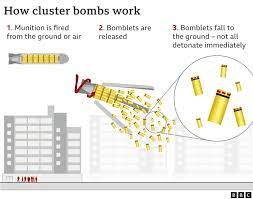 How cluster bombs work
1. Munition is fired
from the ground or air
2. Bomblets are
released
3. Bomblets fall to
the ground – not all
detonate immediately
BBC